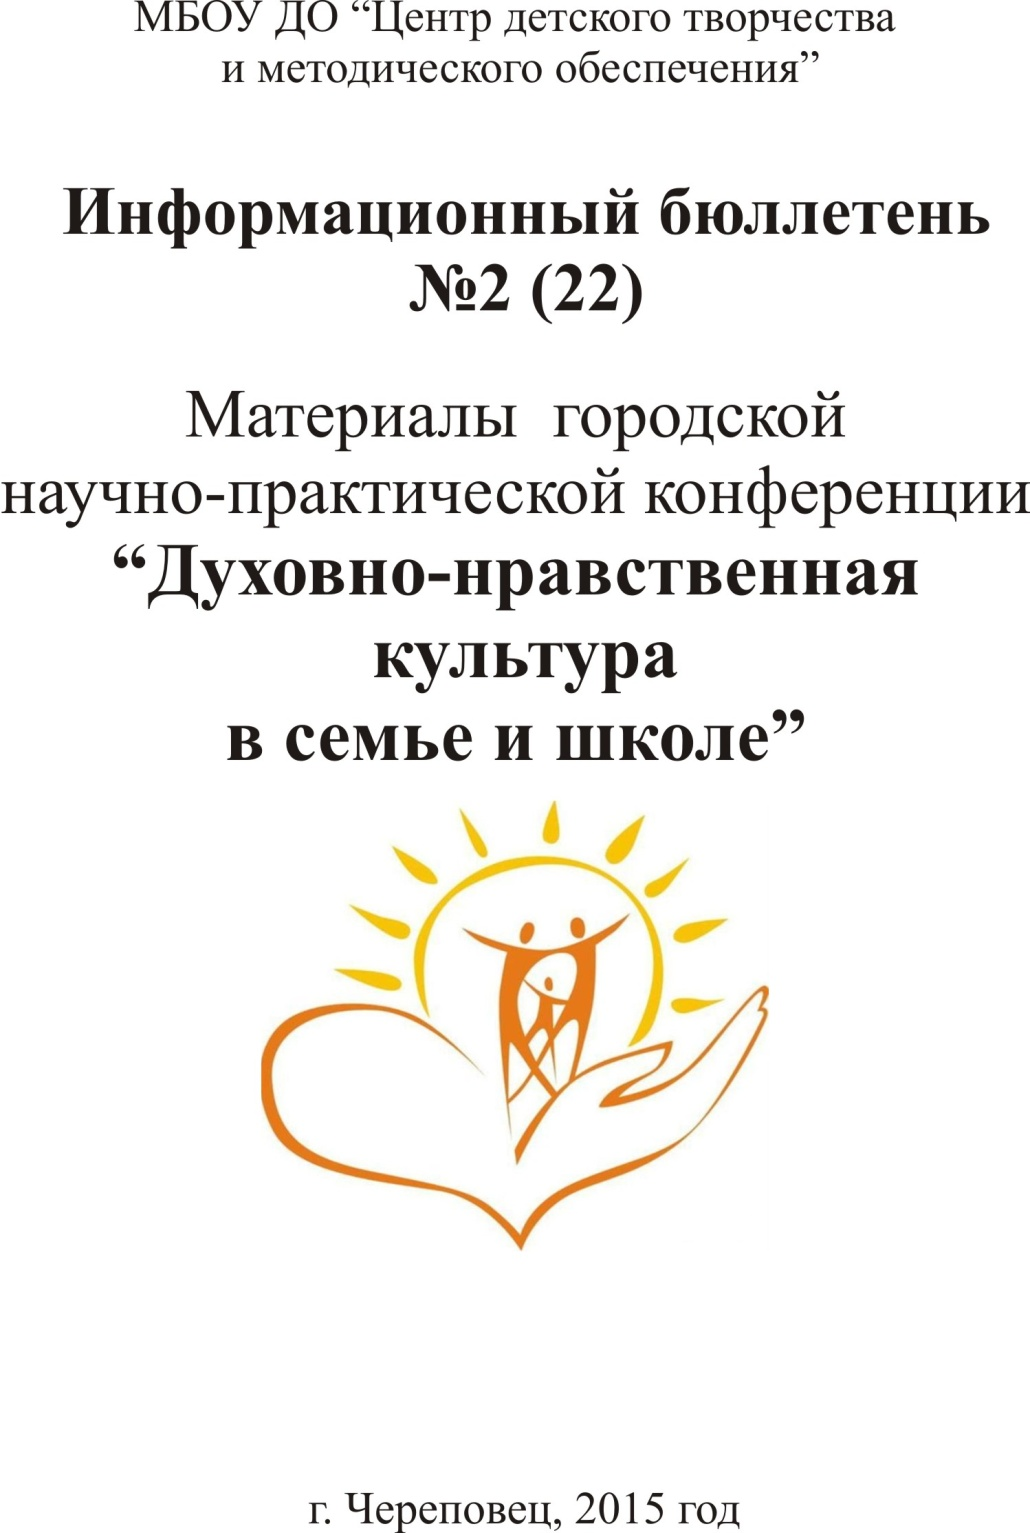 МБОУ ДО “Центр детского творчества
и методического обеспечения”
Информационный бюллетень
№2 (22)
Материалы городской
научно-практической конференции
“Духовно-нравственная
культура
в семье и школе”
г. Череповец, 2015 год